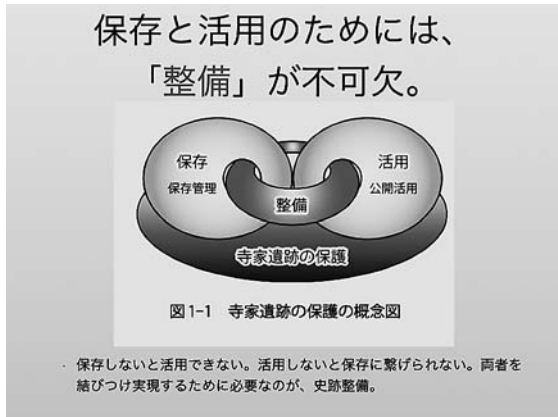 保存と活用のためには、
「整備」が不可欠。
保存
保存管理
活用
公開活用
整備
寺家遺跡の保護
図1-1 寺家遺跡の保護の概念図
・ 保存しないと活用できない。活用しないと保存に繋げられない。両者を
結びつけ実現するために必要なのが、史跡整備。